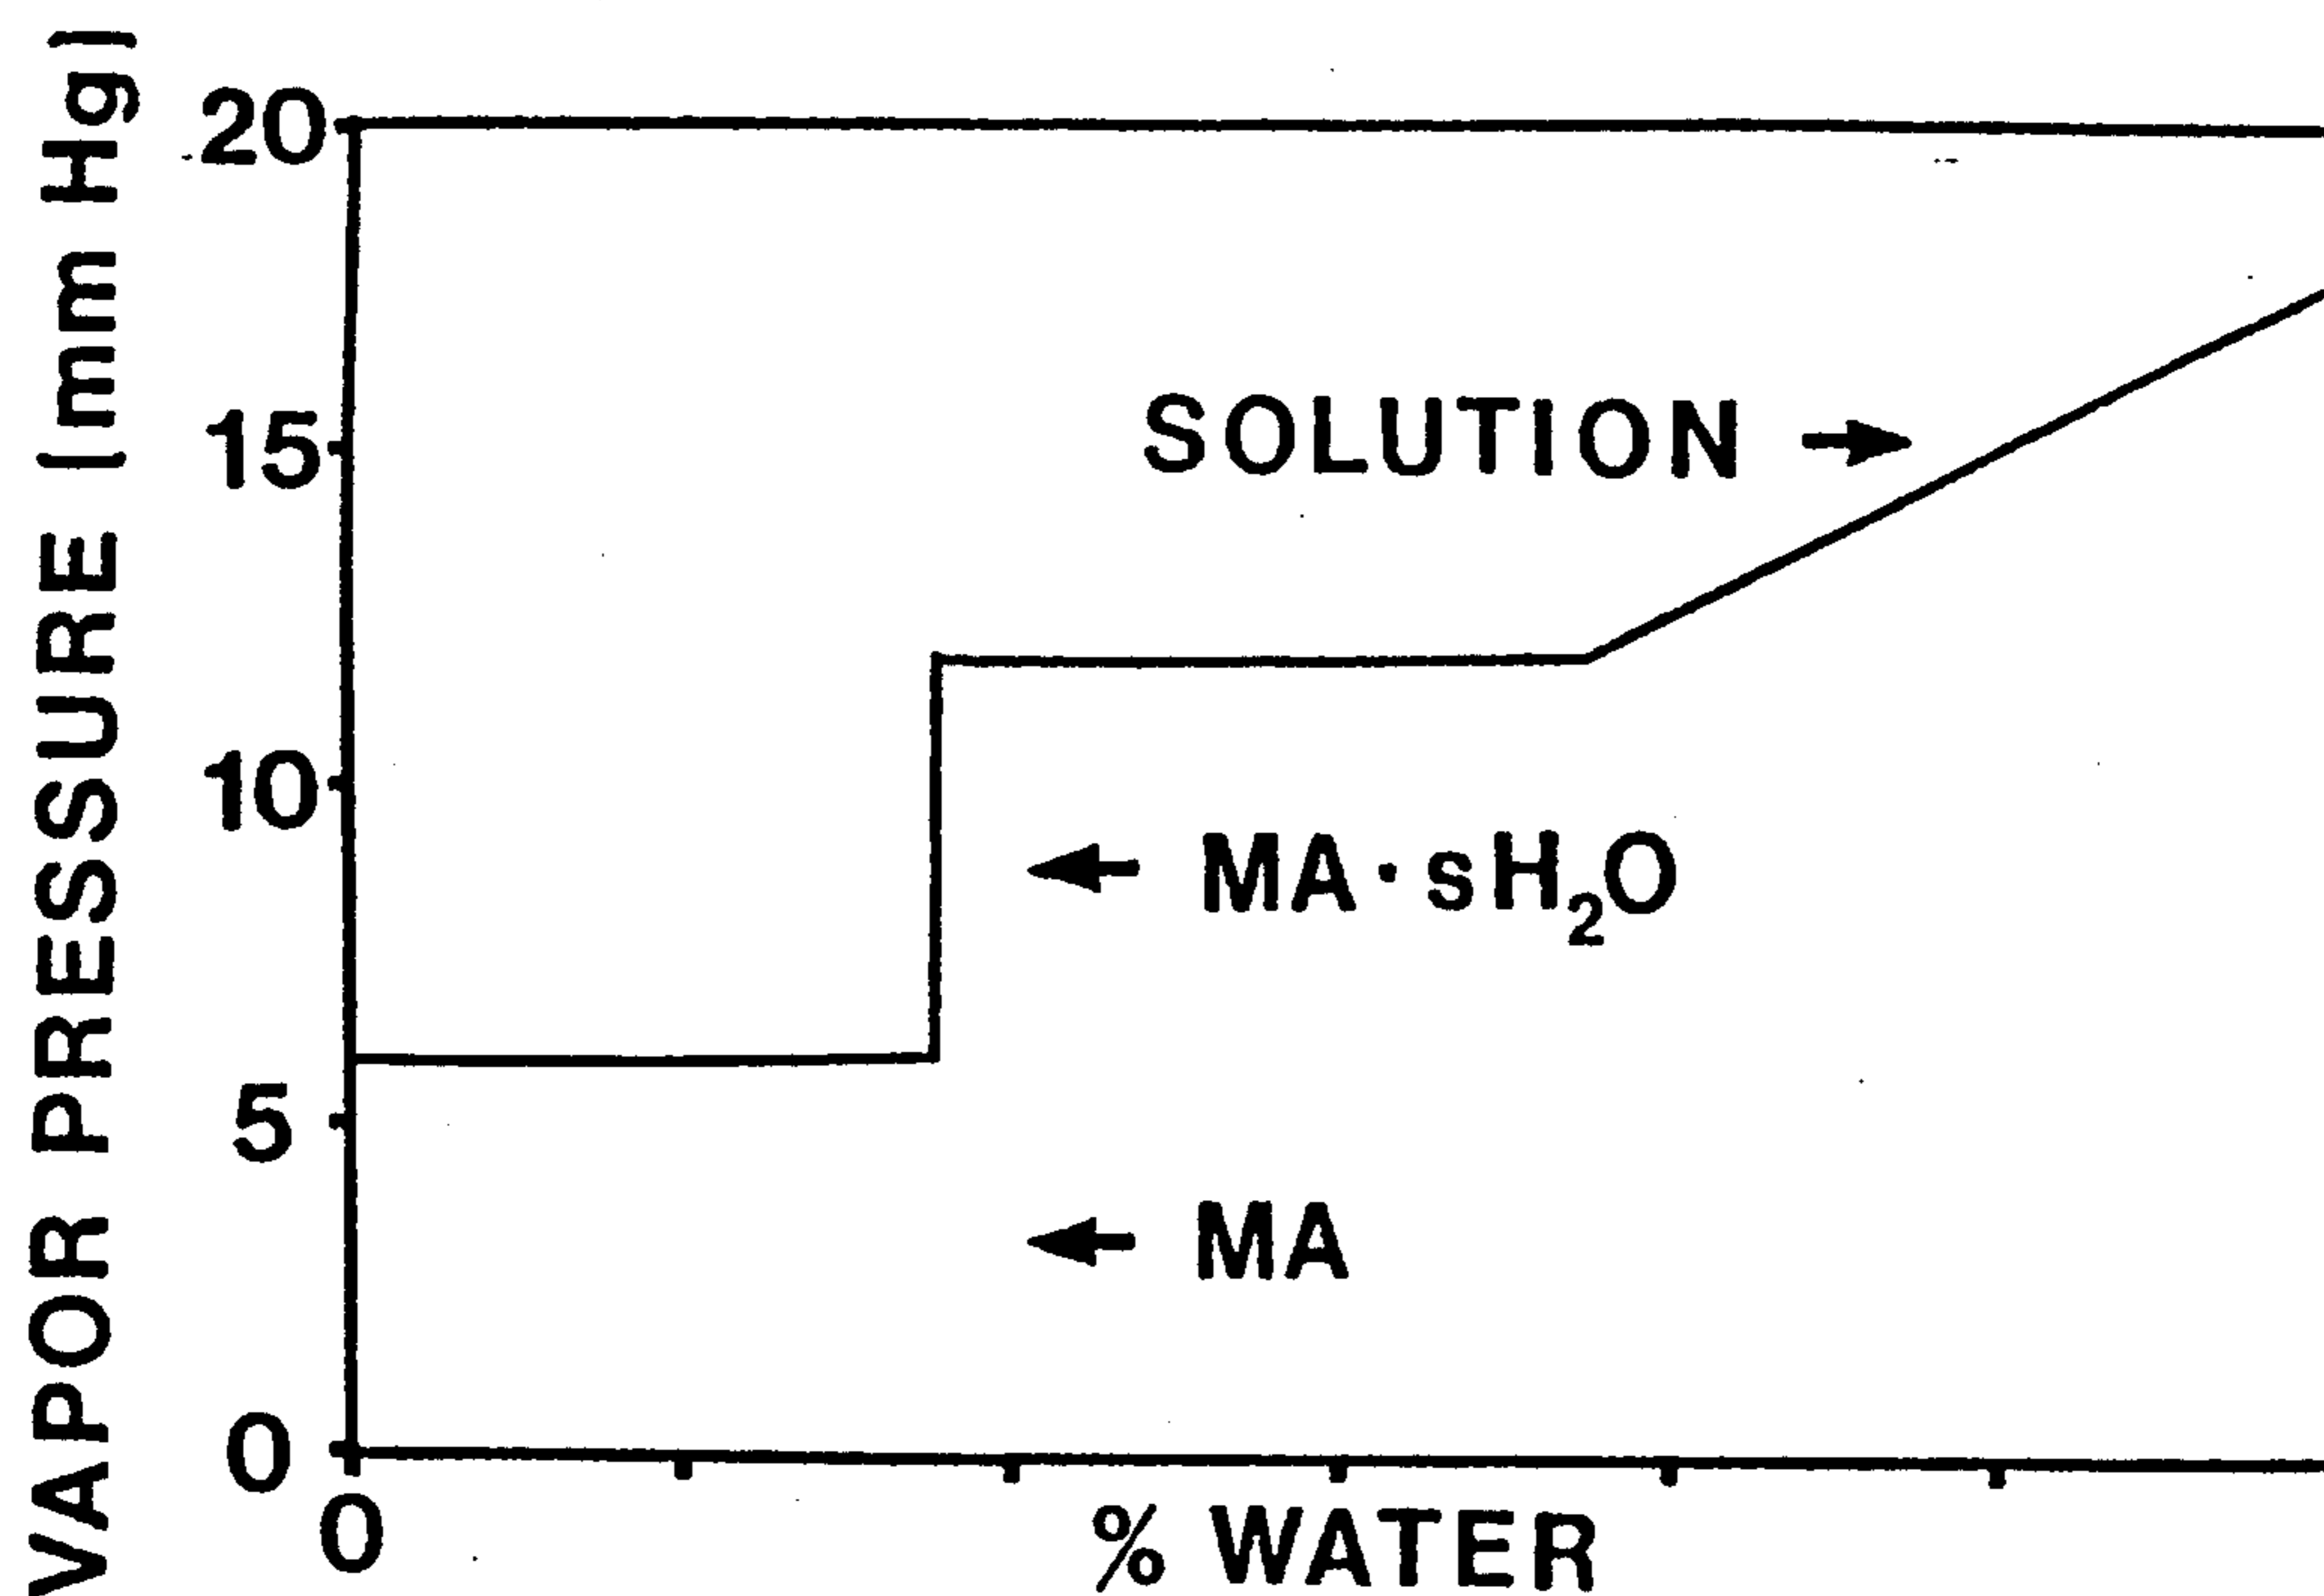 VAPOR PRESSURE (mm Hg)
20
15
10
5
0
SOLUTION
MA·sH₂O
MA
0
% WATER